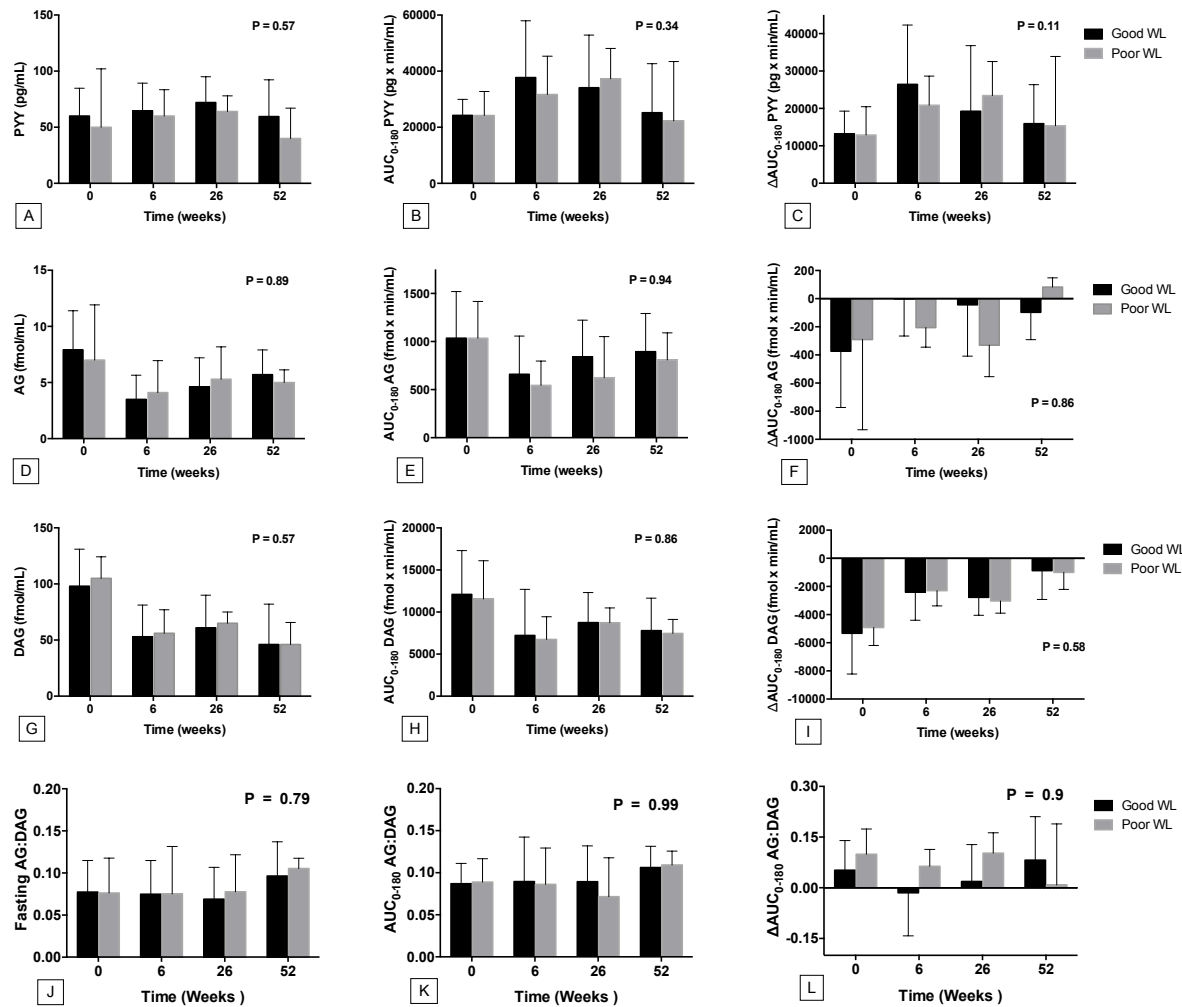 PYY (pg/mL)
150
100
50
0
P = 0.57
0 6 26 52
Time (weeks)
A
AUC0-180 PYY (pg x min/mL)
60000
40000
20000
0
P = 0.34
0 6 26 52
Time (weeks)
B
ΔAUC0-180 PYY (pg x min/mL)
40000
30000
20000
10000
0
P = 0.11
0 6 26 52
Time (weeks)
C
Good WL
Poor WL
AG (fmol/mL)
15
10
5
0
P = 0.89
0 6 26 52
Time (weeks)
D
AUC0-180 AG (fmol x min/mL)
1500
1000
500
0
P = 0.94
0 6 26 52
Time (weeks)
E
ΔAUC0-180 AG (fmol x min/mL)
200
0
-200
-400
-600
-800
-1000
P = 0.86
0 6 26 52
Time (weeks)
F
Good WL
Poor WL
DAG (fmol/mL)
150
100
50
0
P = 0.57
0 6 26 52
Time (weeks)
G
AUC0-180 DAG (fmol x min/mL)
20000
15000
10000
5000
0
P = 0.86
0 6 26 52
Time (weeks)
H
ΔAUC0-180 DAG (fmol x min/mL)
2000
0
-2000
-4000
-6000
-8000
-10000
P = 0.58
0 6 26 52
Time (weeks)
I
Good WL
Poor WL
Fasting AG:DAG
0.20
0.15
0.10
0.05
0.00
P = 0.79
0 6 26 52
Time (Weeks )
J
AUC0-180 AG:DAG
0.20
0.15
0.10
0.05
0.00
P = 0.99
0 6 26 52
Time (Weeks )
K
ΔAUC0-180 AG:DAG
0.30
0.15
0.00
-0.15
P = 0.9
0 6 26 52
Time (Weeks )
L
Good WL
Poor WL